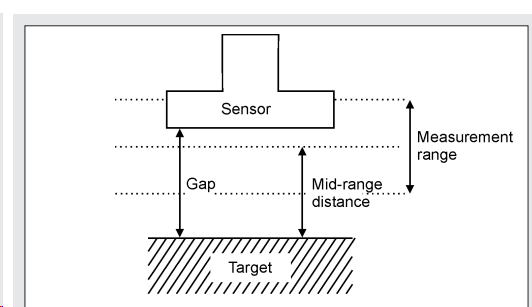 Sensor
Measurement
range
Gap
Mid-range
distance
Target